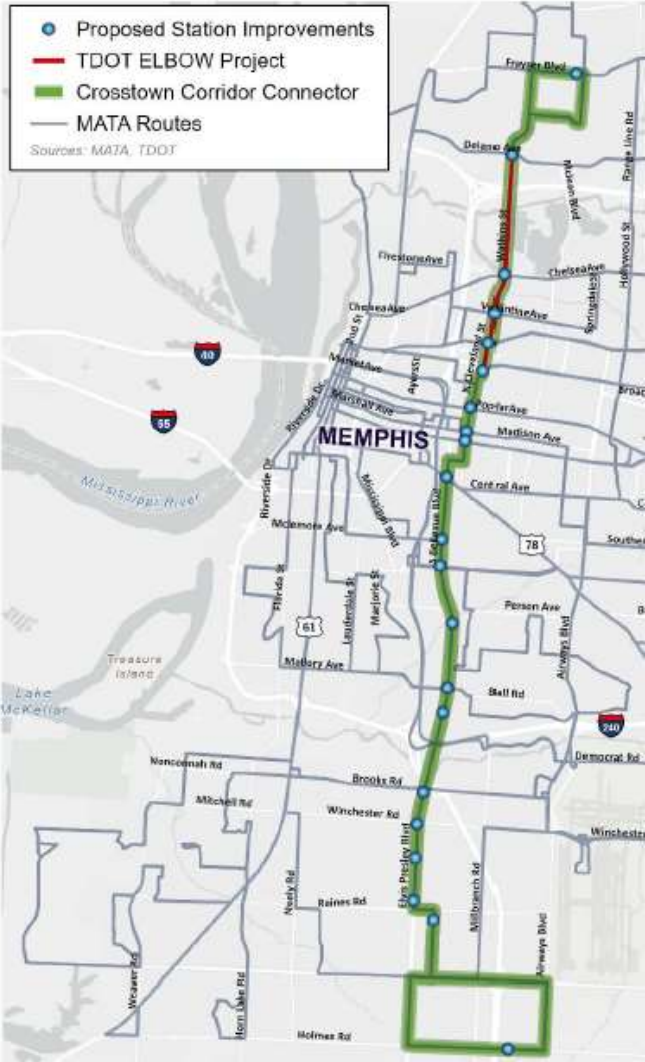 Proposed Station Improvements
TDOT ELBOW Project
Crosstown Corridor Connector
MATA Routes
Sources: MATA, TDOT
Frayser Blvd
Range Line Rd
Delano Ave
McLean Blvd
Watkins St
Hollywood St
Firestone Ave
Chelsea Ave
Springdale St
Chelsea Ave
Vollintine Ave
2nd St
N Cleveland St
40
Market Ave
Ayers St
Broad
Riverside Dr
Marshall Ave
Poplar Ave
55
MEMPHIS
Madison Ave
Mississippi River
Riverside Dr
Mississippi Blvd
Central Ave
S Bellevue Blvd
Mclemore Ave
78
Southe
Florida St
Lauderdale St
Marjorie St
Person Ave
61
Airways Blvd
Treasure
Island
Mallory Ave
Ball Rd
Lake
McKellar
240
Nonconnah Rd
Democrat Rd
Brooks Rd
Mitchell Rd
Winchester Rd
Winchester
Elvis Presley Blvd
Neely Rd
Raines Rd
Millbranch Rd
Airways Blvd
Weaver Rd
Horn Lake Rd
Holmes Rd